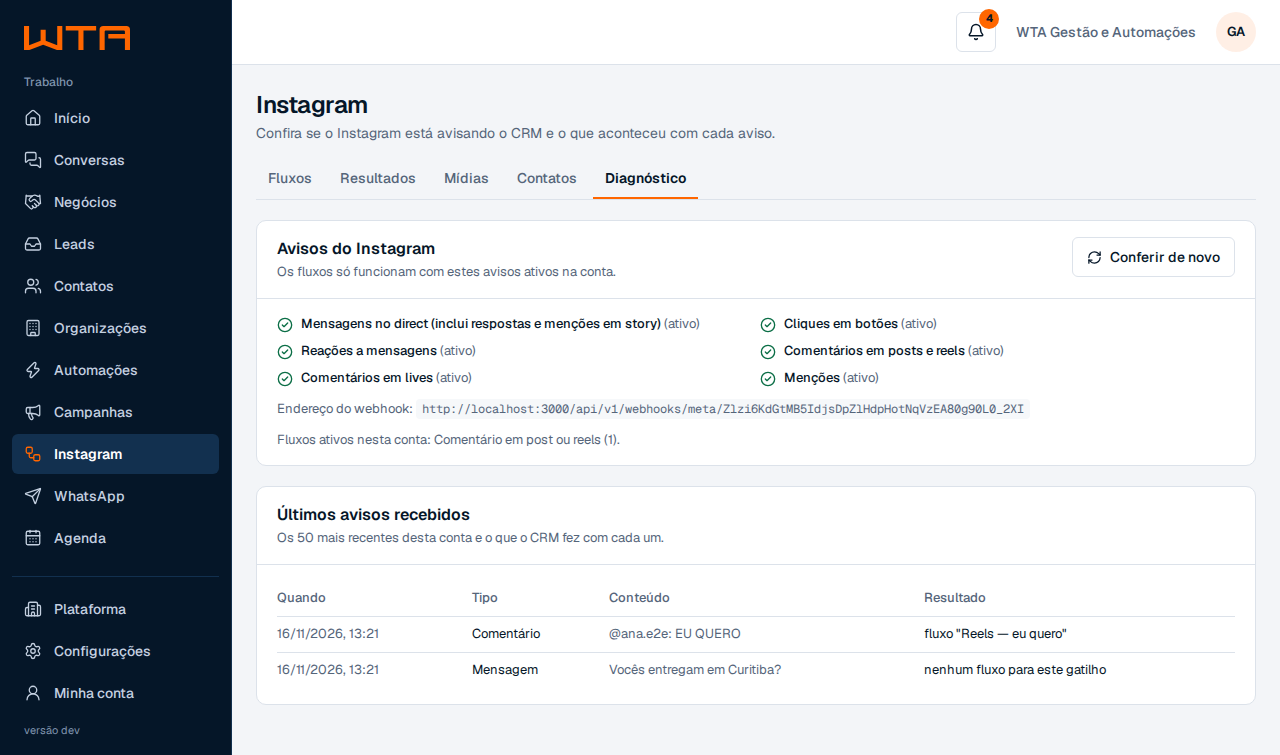 WTA
4
WTA Gestão e Automações
GA
Trabalho
Início
Conversas
Negócios
Leads
Contatos
Organizações
Automações
Campanhas
Instagram
WhatsApp
Agenda
Plataforma
Configurações
Minha conta
versão dev
Instagram
Confira se o Instagram está avisando o CRM e o que aconteceu com cada aviso.
Fluxos Resultados Mídias Contatos Diagnóstico
Avisos do Instagram
Os fluxos só funcionam com estes avisos ativos na conta.
Conferir de novo
Mensagens no direct (inclui respostas e menções em story) (ativo)
Cliques em botões (ativo)
Reações a mensagens (ativo)
Comentários em posts e reels (ativo)
Comentários em lives (ativo)
Menções (ativo)
Endereço do webhook: http://localhost:3000/api/v1/webhooks/meta/Zlzi6KdGtMB5IdjsDpZlHdpHotNqVzEA80g90L0_2XI
Fluxos ativos nesta conta: Comentário em post ou reels (1).
Últimos avisos recebidos
Os 50 mais recentes desta conta e o que o CRM fez com cada um.
Quando Tipo Conteúdo Resultado
16/11/2026, 13:21 Comentário @ana.e2e: EU QUERO fluxo "Reels — eu quero"
16/11/2026, 13:21 Mensagem Vocês entregam em Curitiba? nenhum fluxo para este gatilho